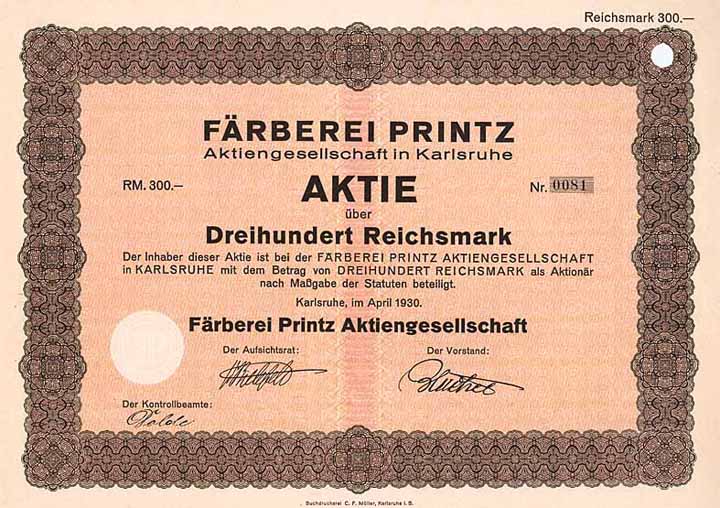 Reichsmark 300.—
FÄRBEREI PRINTZ
Aktiengesellschaft in Karlsruhe
RM. 300.— AKTIE Nr. 0081
über
Dreihundert Reichsmark
Der Inhaber dieser Aktie ist bei der FÄRBEREI PRINTZ AKTIENGESELLSCHAFT
in KARLSRUHE mit dem Betrag von DREIHUNDERT REICHSMARK als Aktionär
nach Maßgabe der Statuten beteiligt.
Karlsruhe, im April 1930.
Färberei Printz Aktiengesellschaft
Der Aufsichtsrat: Der Vorstand:
Der Kontrollbeamte:
Buchdruckerei C. F. Müller, Karlsruhe i. B.